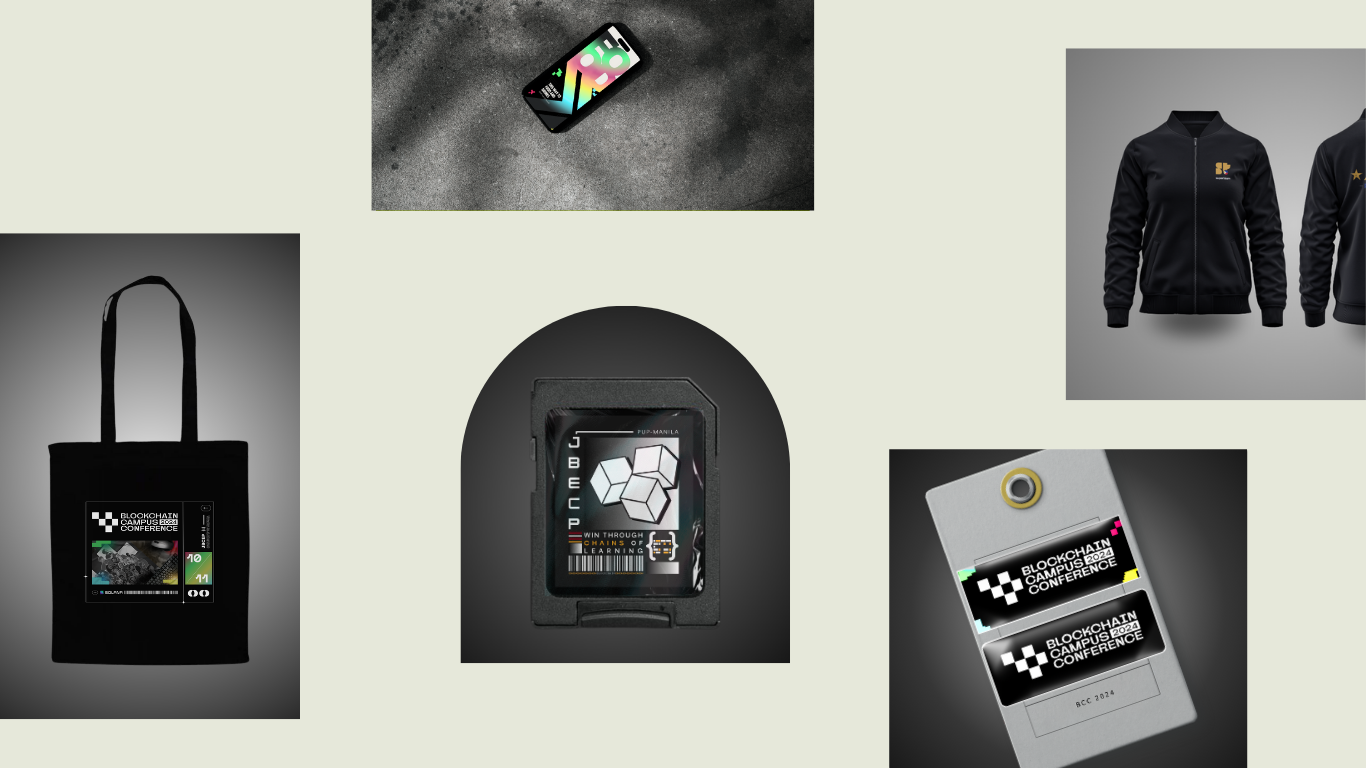 BLOCKCHAIN
CAMPUS 2024
CONFERENCE
10
11
00
PUP-MANILA
JBECP
WIN THROUGH
CHAINS OF
LEARNING
BLOCKCHAIN
CAMPUS 2024
CONFERENCE
BLOCKCHAIN
CAMPUS 2024
CONFERENCE
BCC 2024